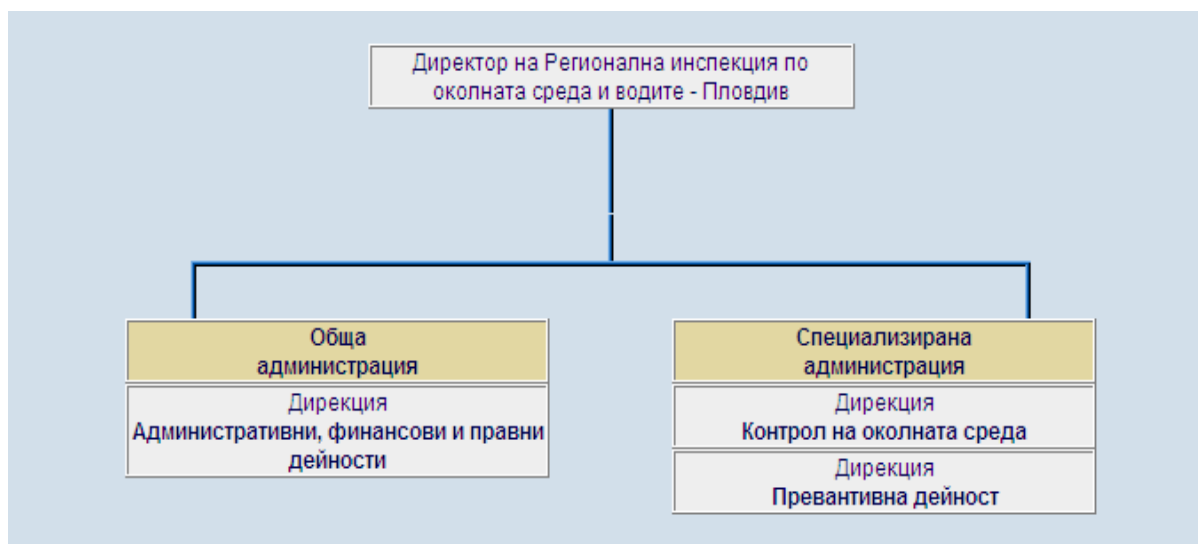 Директор на Регионална инспекция по
околната среда и водите - Пловдив
Обща
администрация
Дирекция
Административни, финансови и правни
дейности
Специализирана
администрация
Дирекция
Контрол на околната среда
Дирекция
Превантивна дейност